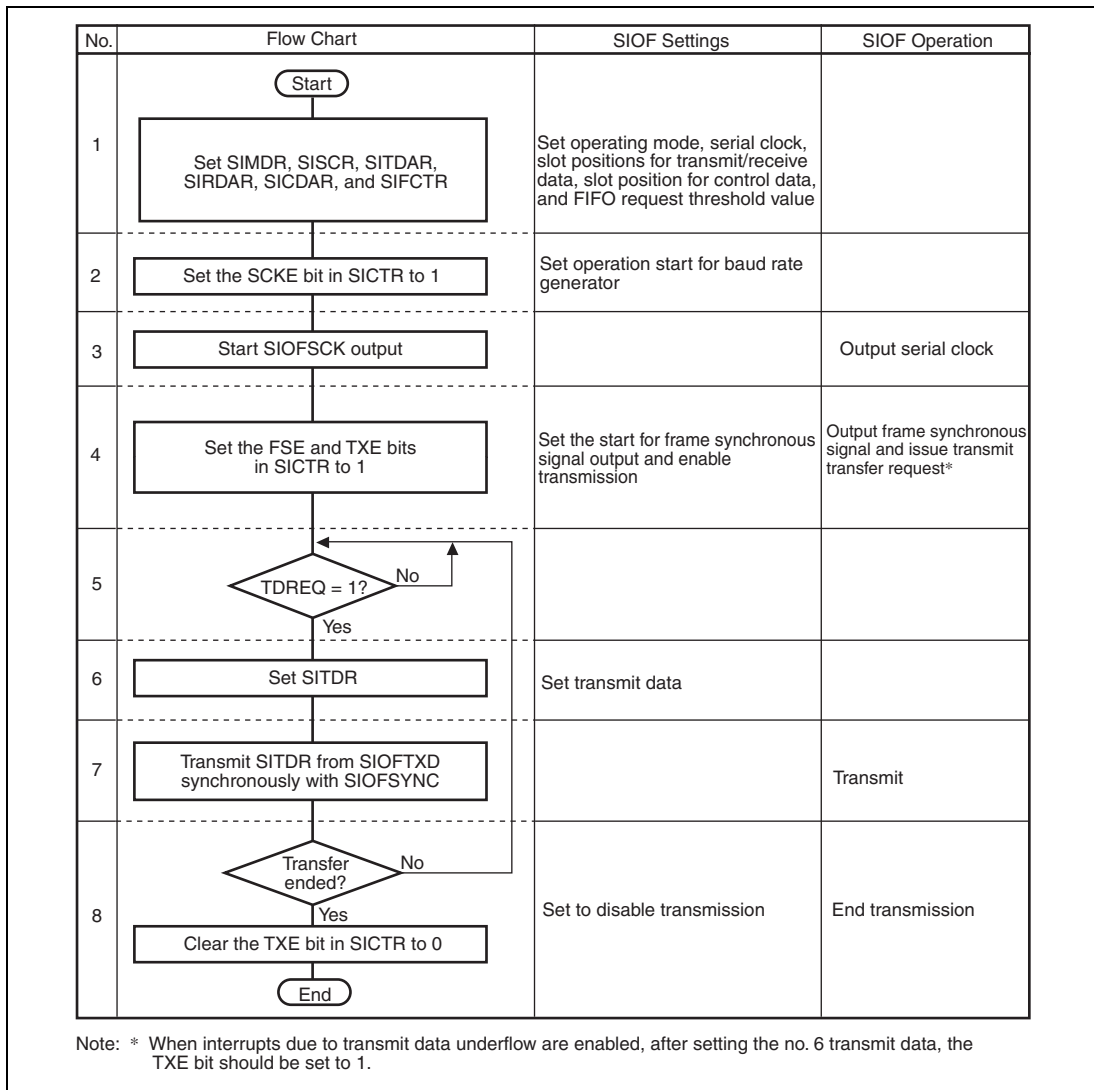 No.
Flow Chart
SIOF Settings
SIOF Operation
Start
1
Set SIMDR, SISCR, SITDAR,
SIRDAR, SICDAR, and SIFCTR
Set operating mode, serial clock,
slot positions for transmit/receive
data, slot position for control data,
and FIFO request threshold value
2
Set the SCKE bit in SICTR to 1
Set operation start for baud rate
generator
3
Start SIOFSCK output
Output serial clock
4
Set the FSE and TXE bits
in SICTR to 1
Set the start for frame synchronous
signal output and enable
transmission
Output frame synchronous
signal and issue transmit
transfer request*
5
TDREQ = 1?
No
Yes
6
Set SITDR
Set transmit data
7
Transmit SITDR from SIOFTXD
synchronously with SIOFSYNC
Transmit
8
Transfer
ended?
No
Yes
Clear the TXE bit in SICTR to 0
Set to disable transmission
End transmission
End
Note: * When interrupts due to transmit data underflow are enabled, after setting the no. 6 transmit data, the
TXE bit should be set to 1.